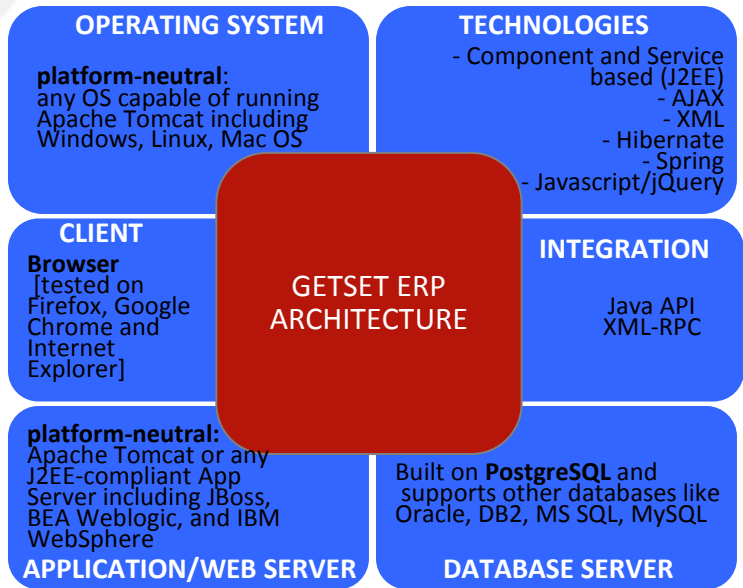 OPERATING SYSTEM
platform-neutral:
any OS capable of running
Apache Tomcat including
Windows, Linux, Mac OS
TECHNOLOGIES
- Component and Service
based (J2EE)
- AJAX
- XML
- Hibernate
- Spring
- Javascript/jQuery
CLIENT
Browser
[tested on
Firefox, Google
Chrome and
Internet
Explorer]
GETSET ERP
ARCHITECTURE
INTEGRATION
Java API
XML-RPC
platform-neutral:
Apache Tomcat or any
J2EE-compliant App
Server including JBoss,
BEA Weblogic, and IBM
WebSphere
APPLICATION/WEB SERVER
Built on PostgreSQL and
supports other databases like
Oracle, DB2, MS SQL, MySQL
DATABASE SERVER